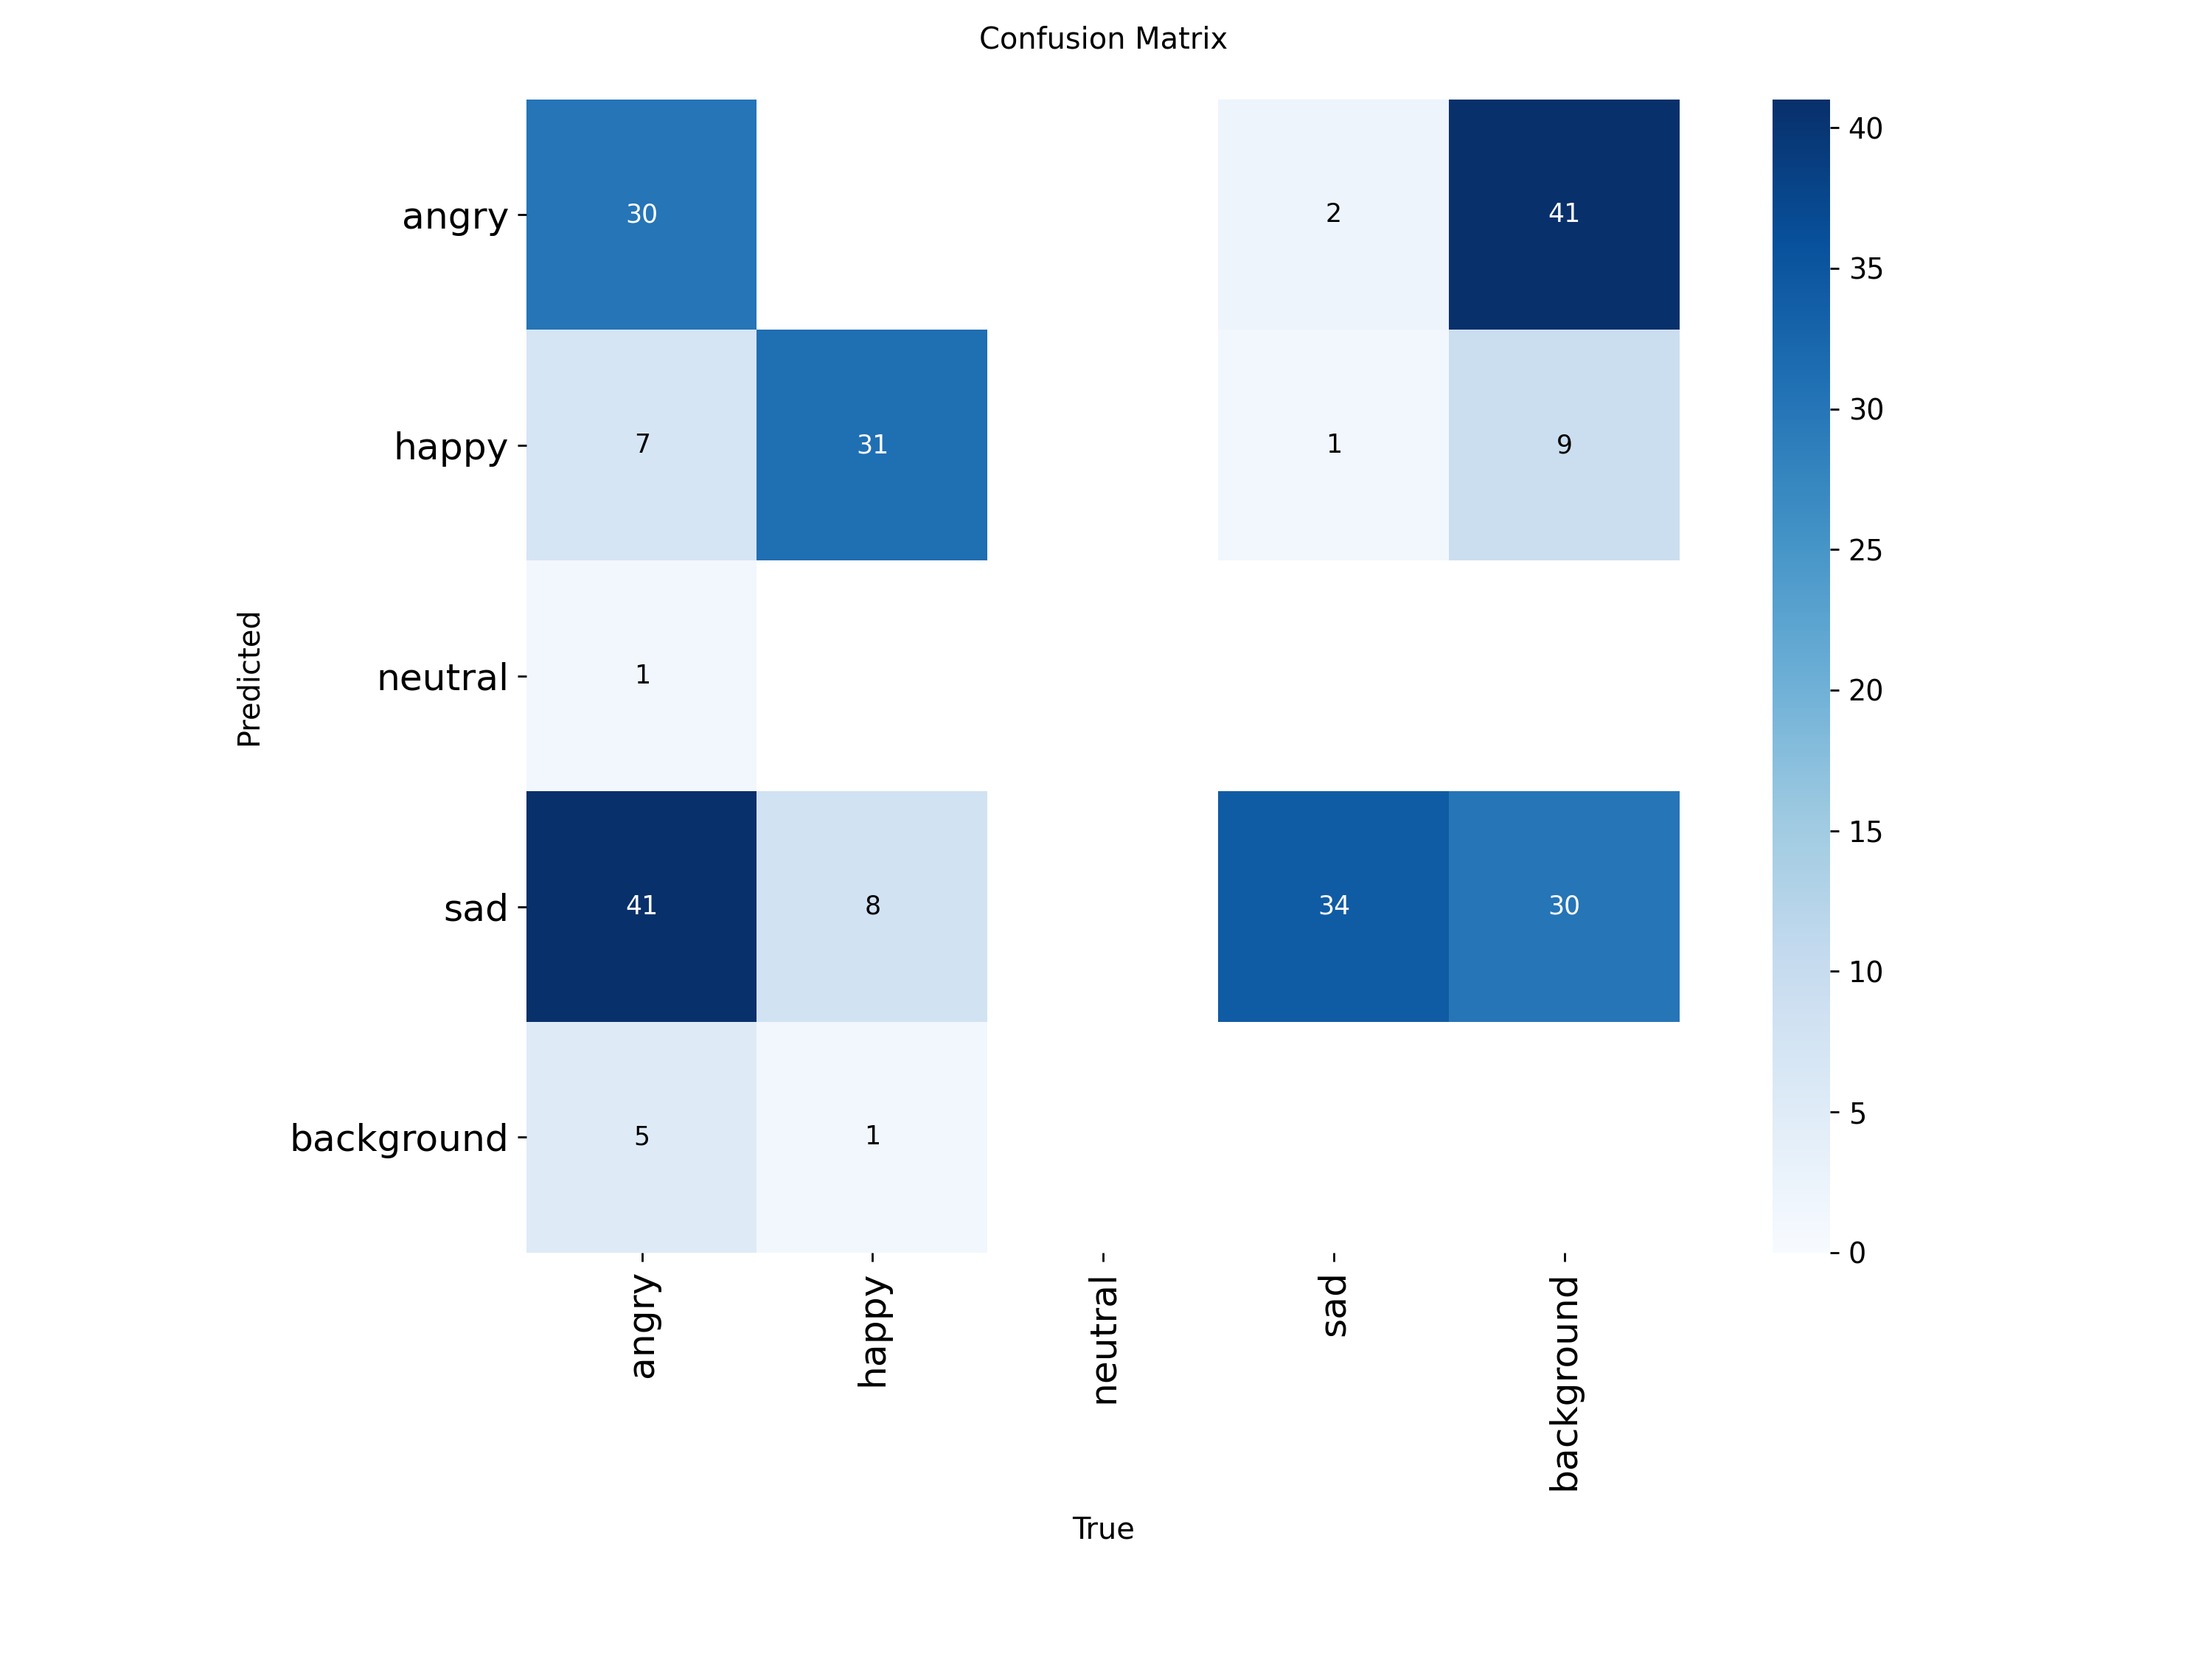 Confusion Matrix
angry 30 2 41
happy 7 31 1 9
neutral 1
sad 41 8 34 30
background 5 1
angry happy neutral sad background
Predicted
True
40
35
30
25
20
15
10
5
0